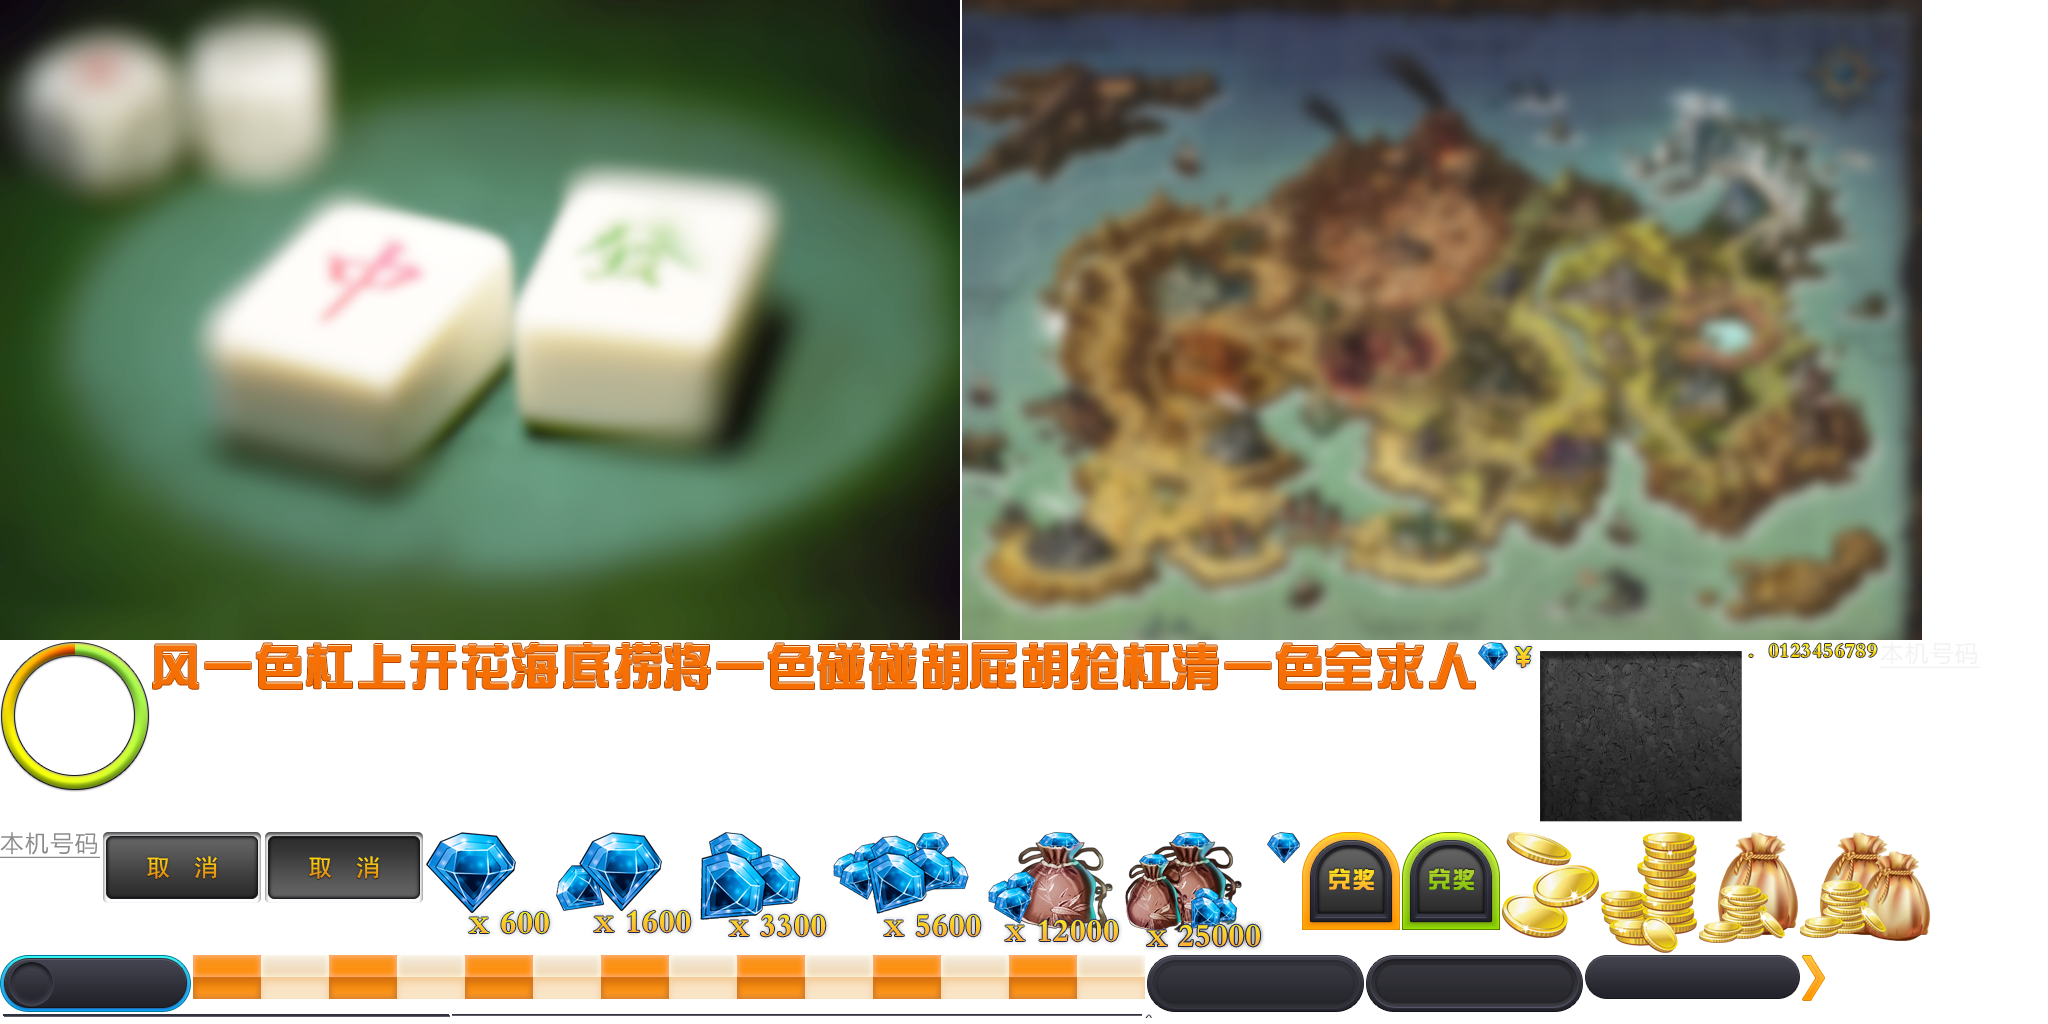 中
發
风一色杠上开花海底捞将一色碰碰胡屁胡抢杠清一色全求人
¥
. 0123456789
本机号码
本机号码
取 消
取 消
x 600
x 1600
x 3300
x 5600
x 12000
x 25000
兑奖
兑奖